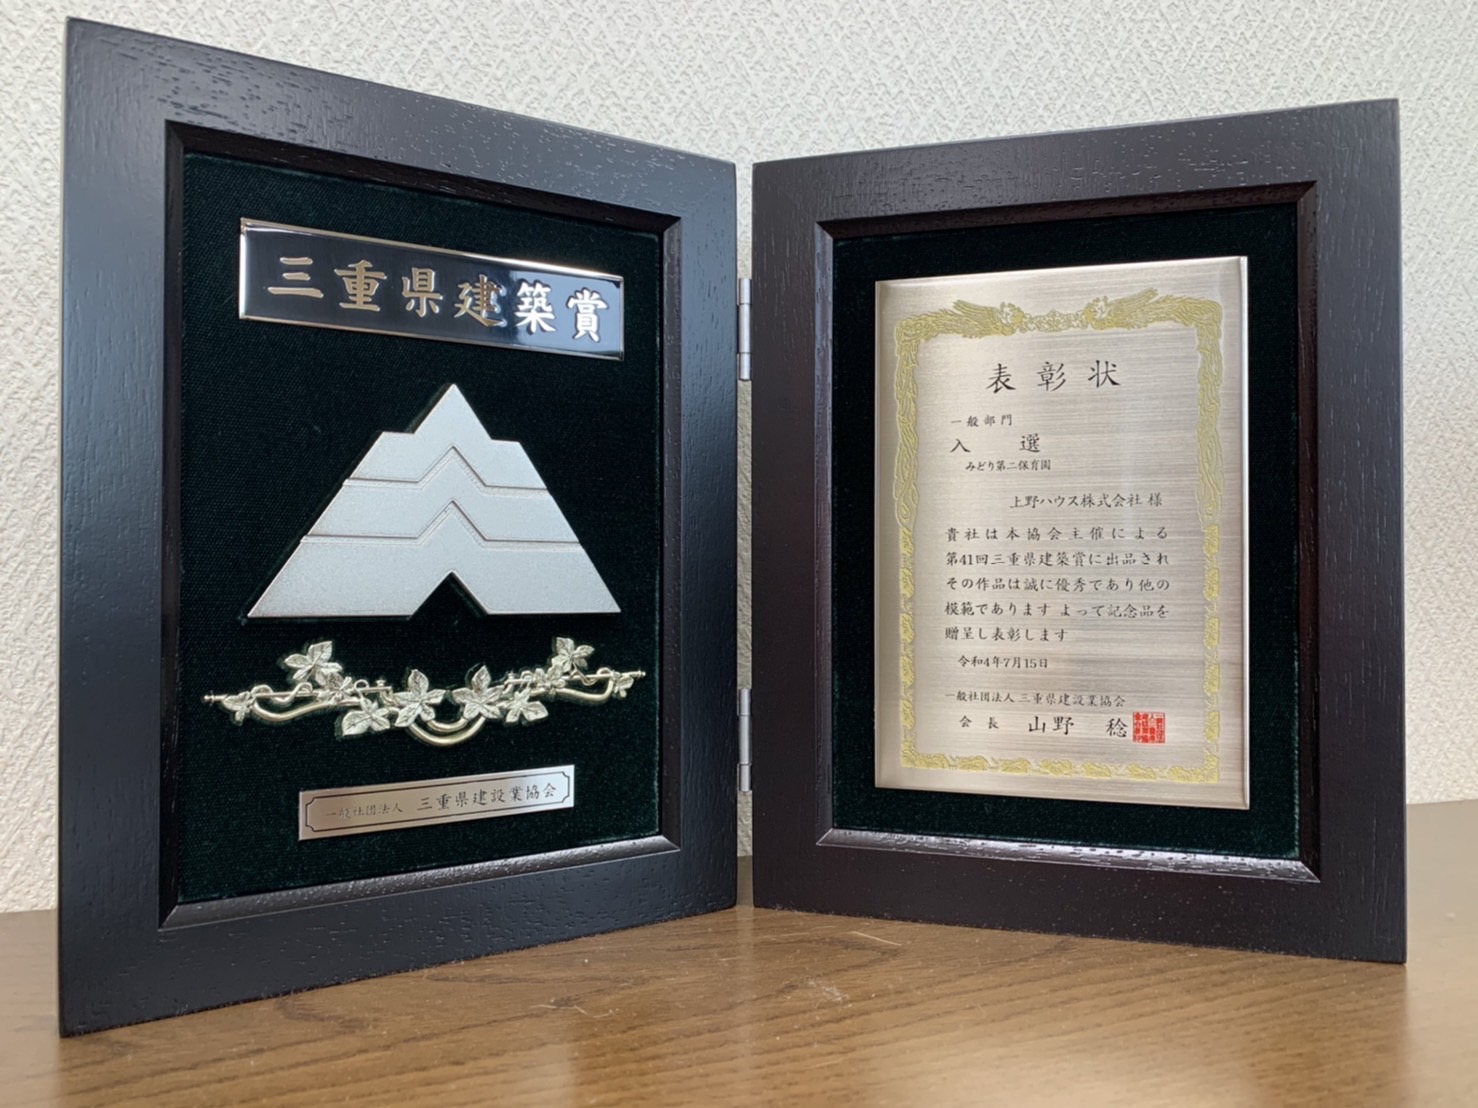 三重県建築賞
一般社団法人 三重県建設業協会
表彰状
一般部門
入 選
みどり第二保育園
上野ハウス株式会社 様
貴社は本協会主催による
第41回三重県建築賞に出品され
その作品は誠に優秀であり他の
模範であります よって記念品を
贈呈し表彰します
令和4年7月15日
一般社団法人 三重県建設業協会
会長 山野 稔